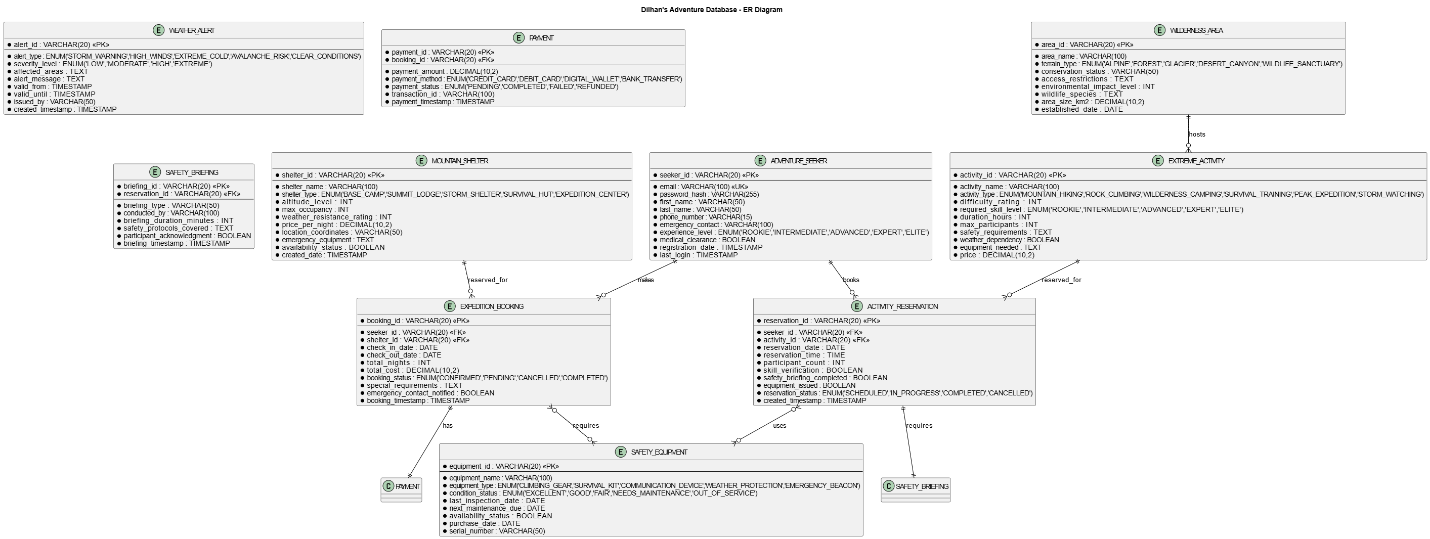 Dilhan's Adventure Database - ER Diagram
E WEATHER_ALERT
alert_id : VARCHAR(20) «PK»
alert_type : ENUM('STORM_WARNING','HIGH_WINDS','EXTREME_COLD','AVALANCHE_RISK','CLEAR_CONDITIONS')
severity_level : ENUM('LOW','MODERATE','HIGH','EXTREME')
affected_areas : TEXT
alert_message : TEXT
valid_from : TIMESTAMP
valid_until : TIMESTAMP
issued_by : VARCHAR(50)
created_timestamp : TIMESTAMP
E PAYMENT
payment_id : VARCHAR(20) «PK»
booking_id : VARCHAR(20) «FK»
payment_amount : DECIMAL(10,2)
payment_method : ENUM('CREDIT_CARD','DEBIT_CARD','DIGITAL_WALLET','BANK_TRANSFER')
payment_status : ENUM('PENDING','COMPLETED','FAILED','REFUNDED')
transaction_id : VARCHAR(100)
payment_timestamp : TIMESTAMP
E WILDERNESS_AREA
area_id : VARCHAR(20) «PK»
area_name : VARCHAR(100)
terrain_type : ENUM('ALPINE','FOREST','GLACIER','DESERT_CANYON','WILDLIFE_SANCTUARY')
conservation_status : VARCHAR(50)
access_restrictions : TEXT
environmental_impact_level : INT
wildlife_species : TEXT
area_size_km2 : DECIMAL(10,2)
established_date : DATE
hosts
E SAFETY_BRIEFING
briefing_id : VARCHAR(20) «PK»
reservation_id : VARCHAR(20) «FK»
briefing_type : VARCHAR(50)
conducted_by : VARCHAR(100)
briefing_duration_minutes : INT
safety_protocols_covered : TEXT
participant_acknowledgment : BOOLEAN
briefing_timestamp : TIMESTAMP
E MOUNTAIN_SHELTER
shelter_id : VARCHAR(20) «PK»
shelter_name : VARCHAR(100)
shelter_type : ENUM('BASE_CAMP','SUMMIT_LODGE','STORM_SHELTER','SURVIVAL_HUT','EXPEDITION_CENTER')
altitude_level : INT
max_occupancy : INT
weather_resistance_rating : INT
price_per_night : DECIMAL(10,2)
location_coordinates : VARCHAR(50)
emergency_equipment : TEXT
availability_status : BOOLEAN
created_date : TIMESTAMP
E ADVENTURE_SEEKER
seeker_id : VARCHAR(20) «PK»
email : VARCHAR(100) «UK»
password_hash : VARCHAR(255)
first_name : VARCHAR(50)
last_name : VARCHAR(50)
phone_number : VARCHAR(15)
emergency_contact : VARCHAR(100)
experience_level : ENUM('ROOKIE','INTERMEDIATE','ADVANCED','EXPERT','ELITE')
medical_clearance : BOOLEAN
registration_date : TIMESTAMP
last_login : TIMESTAMP
E EXTREME_ACTIVITY
activity_id : VARCHAR(20) «PK»
activity_name : VARCHAR(100)
activity_type : ENUM('MOUNTAIN_HIKING','ROCK_CLIMBING','WILDERNESS_CAMPING','SURVIVAL_TRAINING','PEAK_EXPEDITION','STORM_WATCHING')
difficulty_rating : INT
required_skill_level : ENUM('ROOKIE','INTERMEDIATE','ADVANCED','EXPERT','ELITE')
duration_hours : INT
max_participants : INT
safety_requirements : TEXT
weather_dependency : BOOLEAN
equipment_needed : TEXT
price : DECIMAL(10,2)
reserved_for
makes
books
reserved_for
E EXPEDITION_BOOKING
booking_id : VARCHAR(20) «PK»
seeker_id : VARCHAR(20) «FK»
shelter_id : VARCHAR(20) «FK»
check_in_date : DATE
check_out_date : DATE
total_nights : INT
total_cost : DECIMAL(10,2)
booking_status : ENUM('CONFIRMED','PENDING','CANCELLED','COMPLETED')
special_requirements : TEXT
emergency_contact_notified : BOOLEAN
booking_timestamp : TIMESTAMP
E ACTIVITY_RESERVATION
reservation_id : VARCHAR(20) «PK»
seeker_id : VARCHAR(20) «FK»
activity_id : VARCHAR(20) «FK»
reservation_date : DATE
reservation_time : TIME
participant_count : INT
skill_verification : BOOLEAN
safety_briefing_completed : BOOLEAN
equipment_issued : BOOLEAN
reservation_status : ENUM('SCHEDULED','IN_PROGRESS','COMPLETED','CANCELLED')
created_timestamp : TIMESTAMP
has
requires
uses
requires
C PAYMENT
E SAFETY_EQUIPMENT
equipment_id : VARCHAR(20) «PK»
equipment_name : VARCHAR(100)
equipment_type : ENUM('CLIMBING_GEAR','SURVIVAL_KIT','COMMUNICATION_DEVICE','WEATHER_PROTECTION','EMERGENCY_BEACON')
condition_status : ENUM('EXCELLENT','GOOD','FAIR','NEEDS_MAINTENANCE','OUT_OF_SERVICE')
last_inspection_date : DATE
next_maintenance_due : DATE
availability_status : BOOLEAN
purchase_date : DATE
serial_number : VARCHAR(50)
C SAFETY_BRIEFING